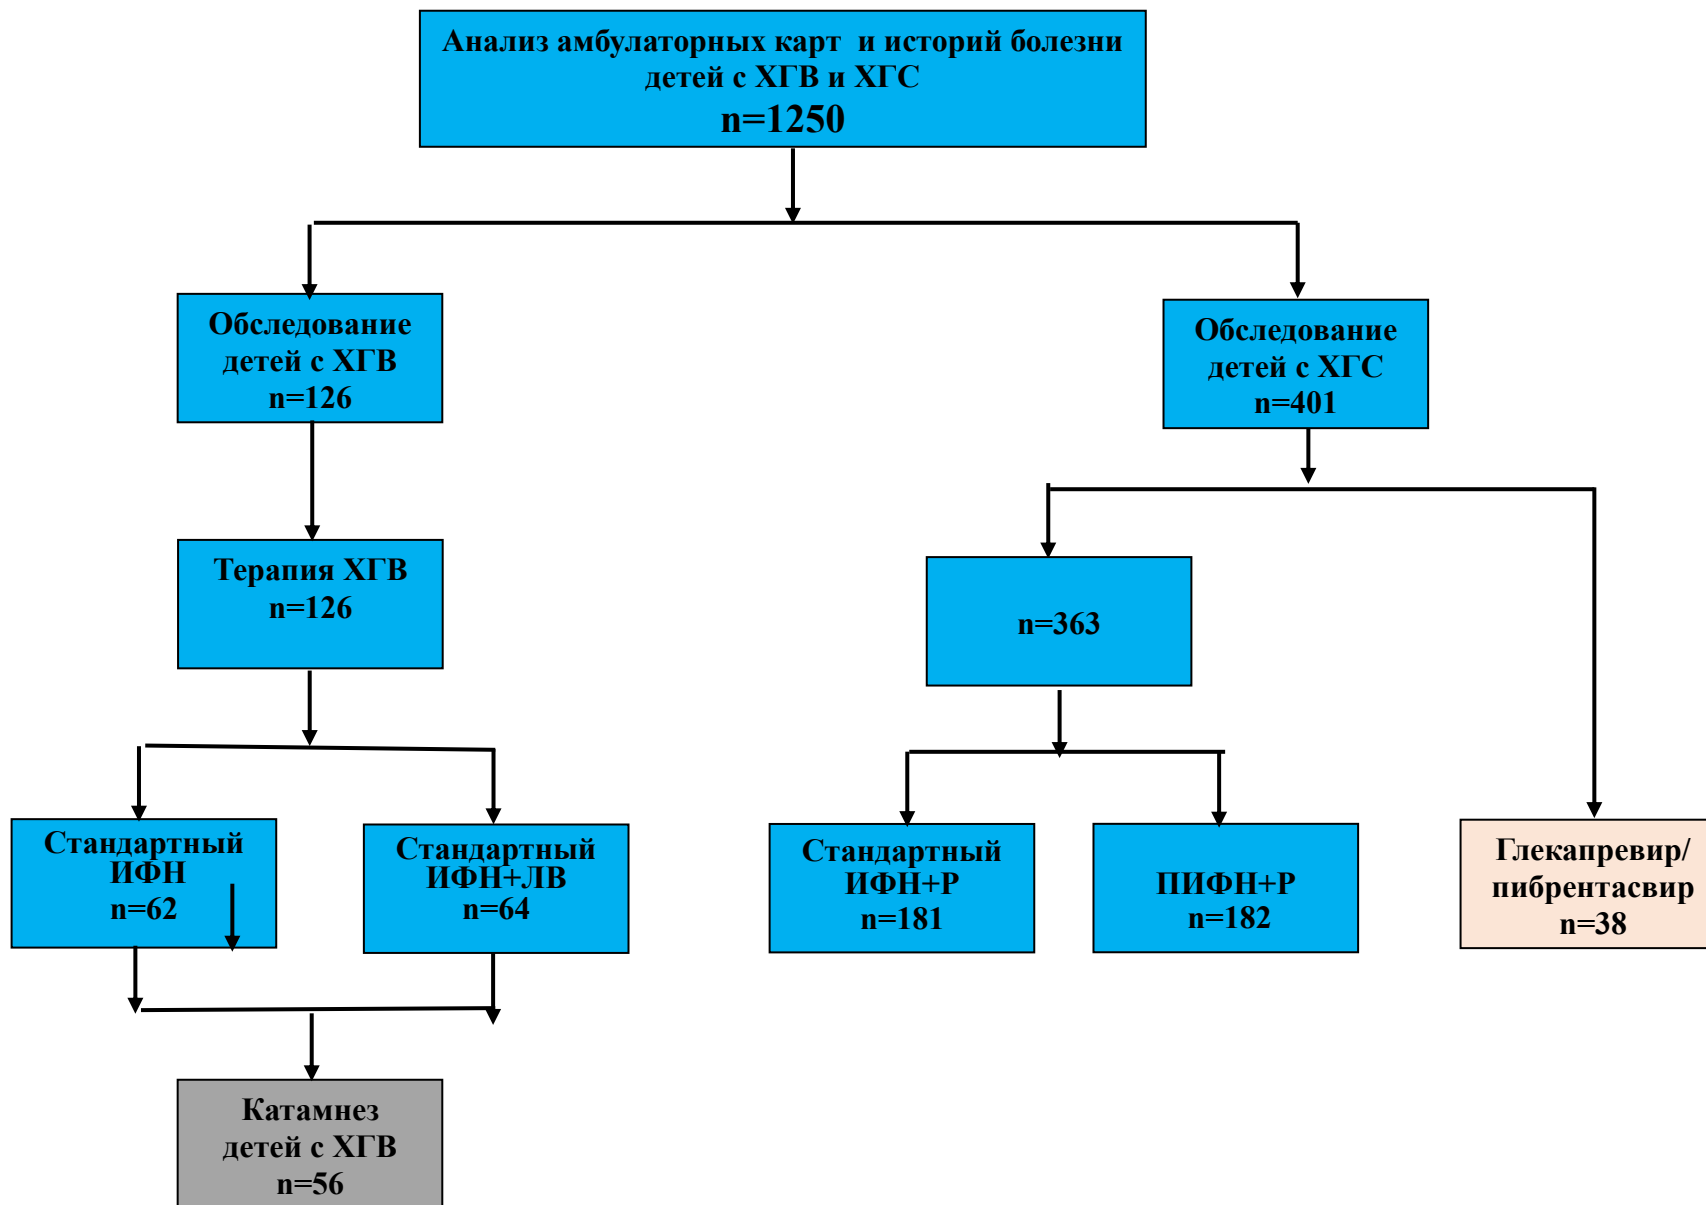 Анализ амбулаторных карт и историй болезни
детей с ХГВ и ХГС
n=1250
Обследование
детей с ХГВ
n=126
Обследование
детей с ХГС
n=401
Терапия ХГВ
n=126
n=363
Стандартный
ИФН
n=62
Стандартный
ИФН+ЛВ
n=64
Стандартный
ИФН+Р
n=181
ПИФН+Р
n=182
Глекапревир/
пибрентасвир
n=38
Катамнез
детей с ХГВ
n=56